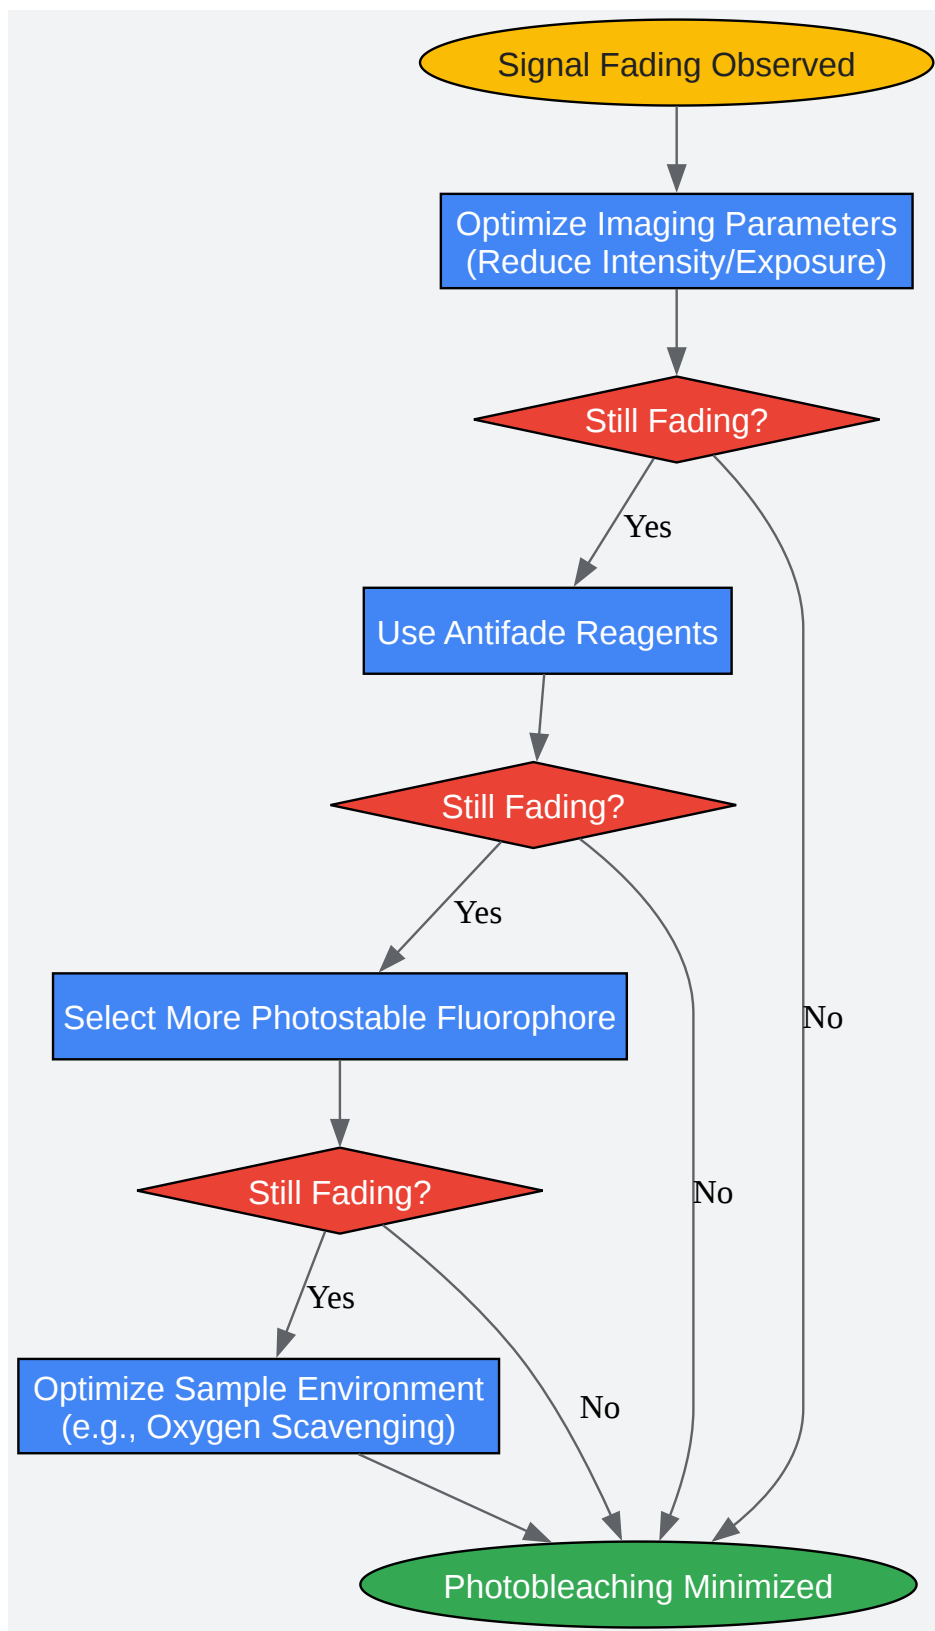 Signal Fading Observed
Optimize Imaging Parameters
(Reduce Intensity/Exposure)
Still Fading?
Yes
Use Antifade Reagents
Still Fading?
Yes
Select More Photostable Fluorophore
No
Still Fading?
No
Yes
Optimize Sample Environment
(e.g., Oxygen Scavenging)
No
Photobleaching Minimized